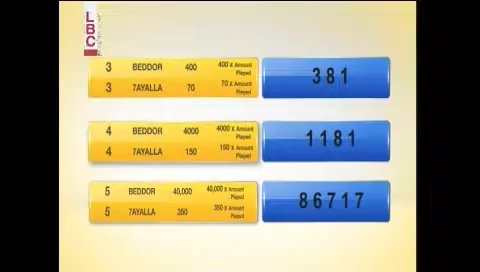 LBC
3 BEDDOR 400 400 X Amount Played
3 7AYALLA 70 70 X Amount Played
381
4 BEDDOR 4000 4000 X Amount Played
4 7AYALLA 150 150 X Amount Played
1181
5 BEDDOR 40,000 40,000 X Amount Played
5 7AYALLA 350 350 X Amount Played
86717